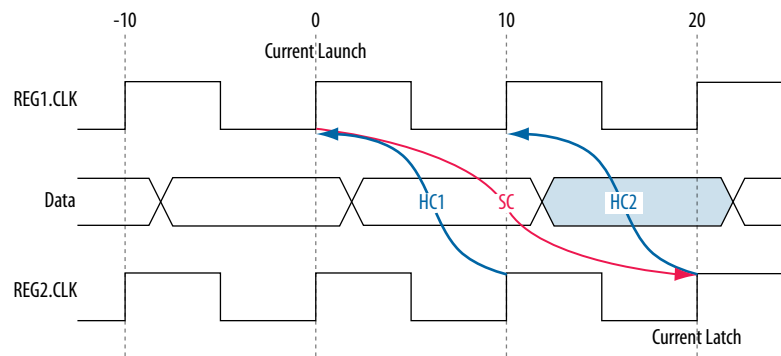 -10 0 10 20
Current Launch
REG1.CLK
Data
HC1 SC HC2
REG2.CLK
Current Latch